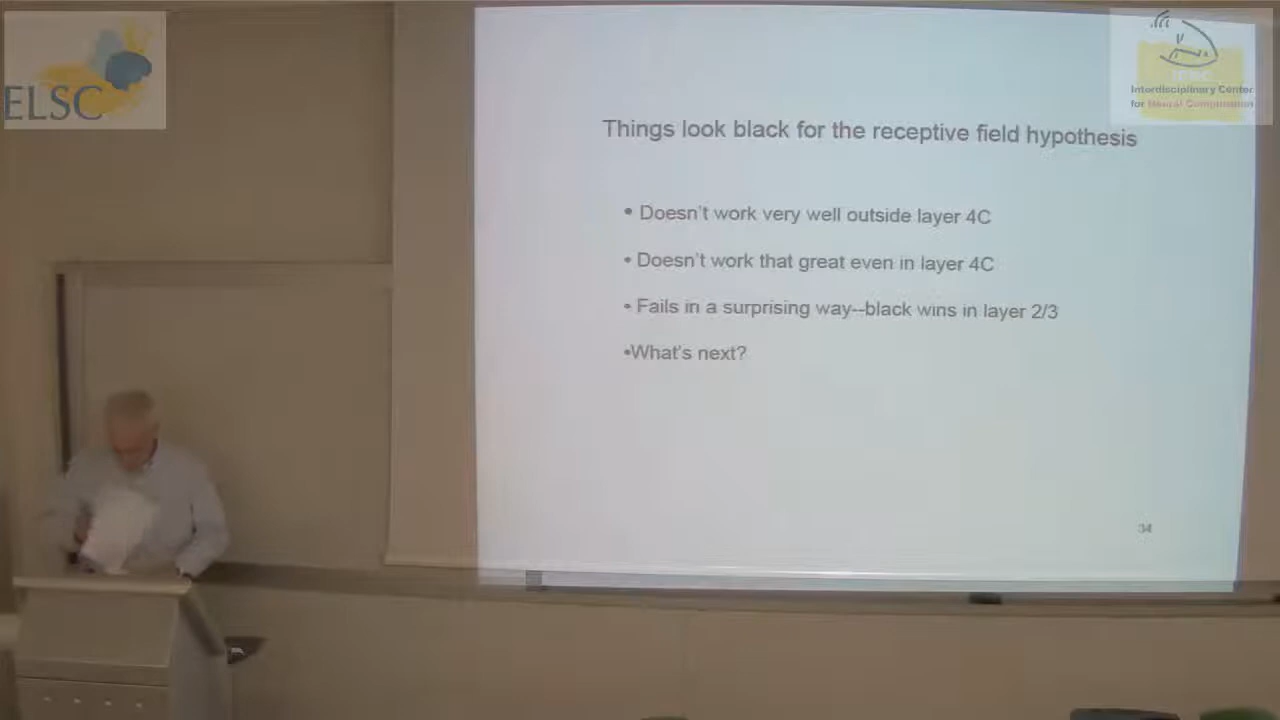 ELSC
Interdisciplinary Center
for Neural Computation
Things look black for the receptive field hypothesis
• Doesn't work very well outside layer 4C
• Doesn't work that great even in layer 4C
• Fails in a surprising way--black wins in layer 2/3
•What's next?
34